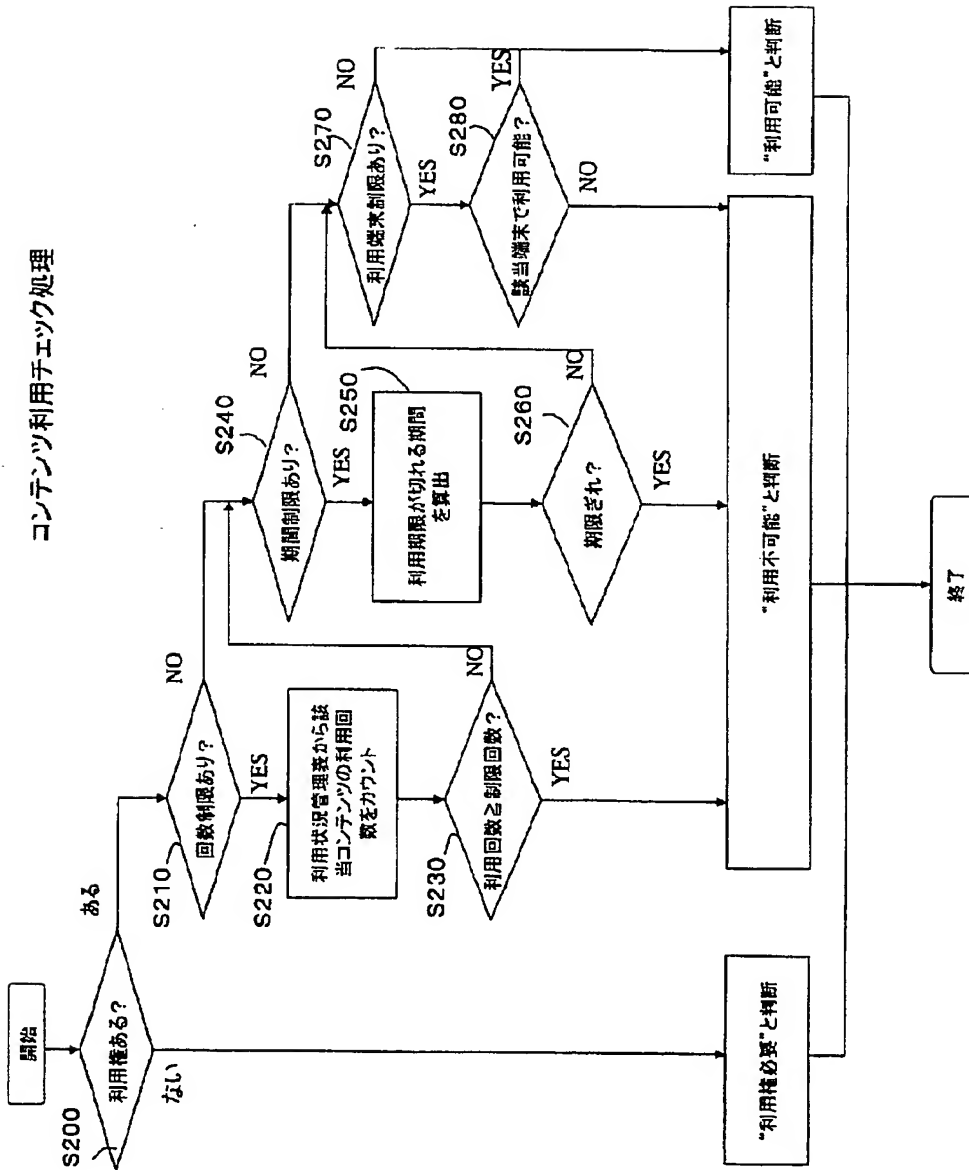 コンテンツ利用チェック処理
開始
S200
利用権ある？
ある
ない
S210
回数制限あり？
NO
YES
S220
利用状況管理表から該
当コンテンツの利用回
数をカウント
S230
利用回数≧制限回数？
NO
YES
S240
期間制限あり？
NO
YES
S250
利用期限が切れる期間
を算出
S260
期限ぎれ？
NO
YES
S270
利用端末制限あり？
NO
YES
S280
該当端末で利用可能？
YES
NO
“利用権必要”と判断
“利用不可能”と判断
“利用可能”と判断
終了